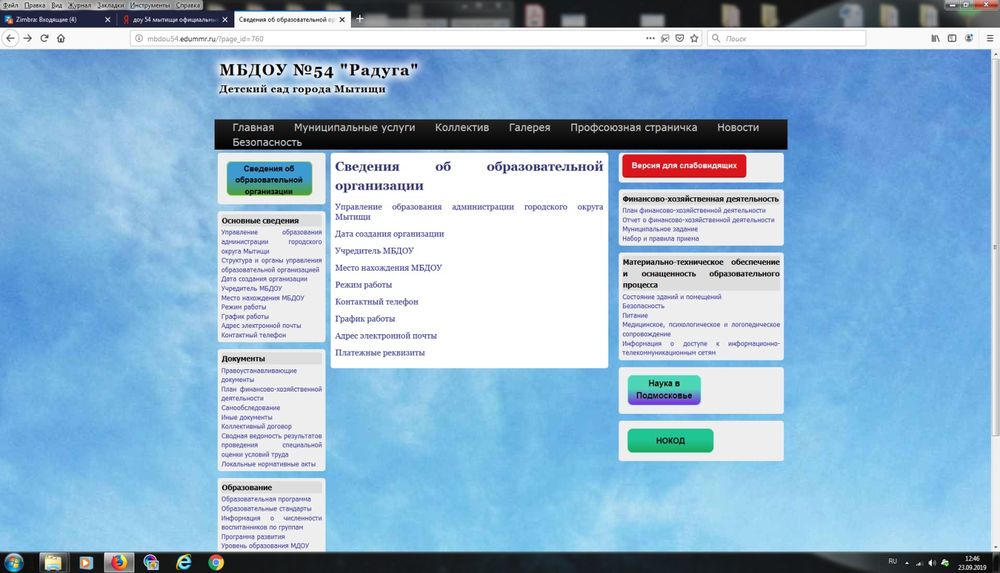 Файл Правка Вид Журнал Закладки Инструменты Справка
Zimbra: Входящие (4)
доу 54 мытищи официальный
Сведения об образовательной ор
mbdou54.edummr.ru/?page_id=760
Поиск
МБДОУ №54 "Радуга"
Детский сад города Мытищи
Главная Муниципальные услуги Коллектив Галерея Профсоюзная страничка Новости
Безопасность
Сведения об
образовательной
организации
Основные сведения
Управление образования
администрации городского
округа Мытищи
Структура и органы управления
образовательной организацией
Дата создания организации
Учредитель МБДОУ
Место нахождения МБДОУ
Режим работы
График работы
Адрес электронной почты
Контактный телефон
Документы
Правоустанавливающие
документы
План финансово-хозяйственной
деятельности
Самообследование
Иные документы
Коллективный договор
Сводная ведомость результатов
проведения специальной
оценки условий труда
Локальные нормативные акты
Образование
Образовательная программа
Образовательные стандарты
Информация о численности
воспитанников по группам
Программа развития
Уровень образования МДОУ
Сведения об образовательной
организации
Управление образования администрации городского округа
Мытищи
Дата создания организации
Учредитель МБДОУ
Место нахождения МБДОУ
Режим работы
Контактный телефон
График работы
Адрес электронной почты
Платежные реквизиты
Версия для слабовидящих
Финансово-хозяйственная деятельность
План финансово-хозяйственной деятельности
Отчет о финансово-хозяйственной деятельности
Муниципальное задание
Набор и правила приема
Материально-техническое обеспечение
и оснащенность образовательного
процесса
Состояние зданий и помещений
Безопасность
Питание
Медицинское, психологическое и логопедическое
сопровождение
Информация о доступе к информационно-
телекоммуникационным сетям
Наука в
Подмосковье
НОКОД
RU
12:46
23.09.2019